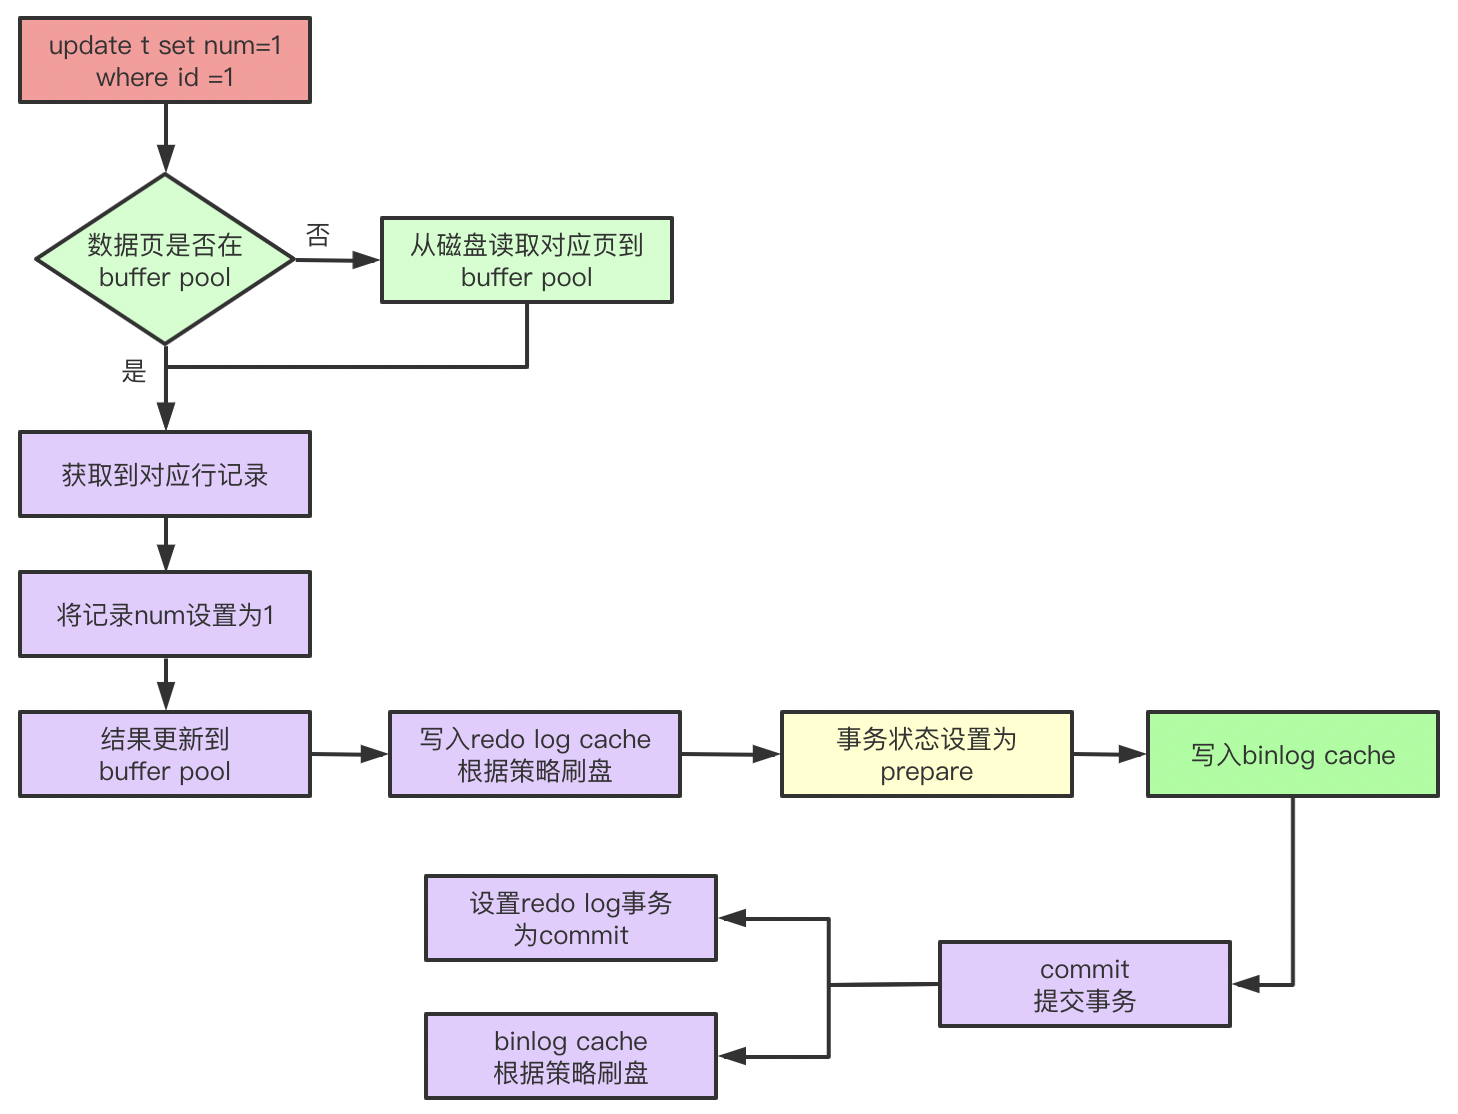 update t set num=1
where id =1
数据页是否在
buffer pool
否
从磁盘读取对应页到
buffer pool
是
获取到对应行记录
将记录num设置为1
结果更新到
buffer pool
写入redo log cache
根据策略刷盘
事务状态设置为
prepare
写入binlog cache
commit
提交事务
设置redo log事务
为commit
binlog cache
根据策略刷盘